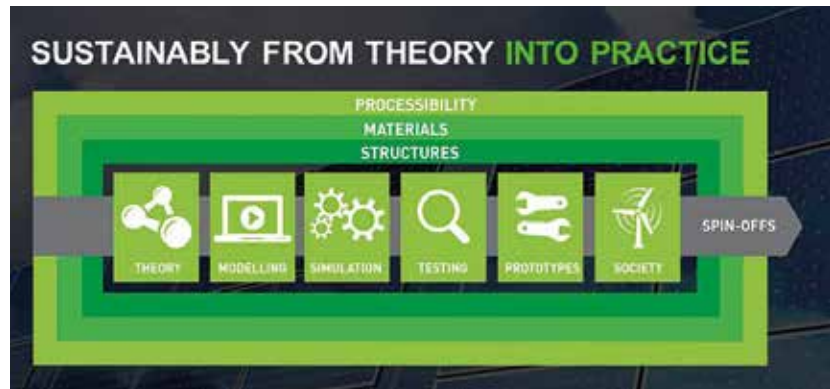 SUSTAINABLY FROM THEORY INTO PRACTICE
PROCESSIBILITY
MATERIALS
STRUCTURES
THEORY
MODELLING
SIMULATION
TESTING
PROTOTYPES
SOCIETY
SPIN-OFFS